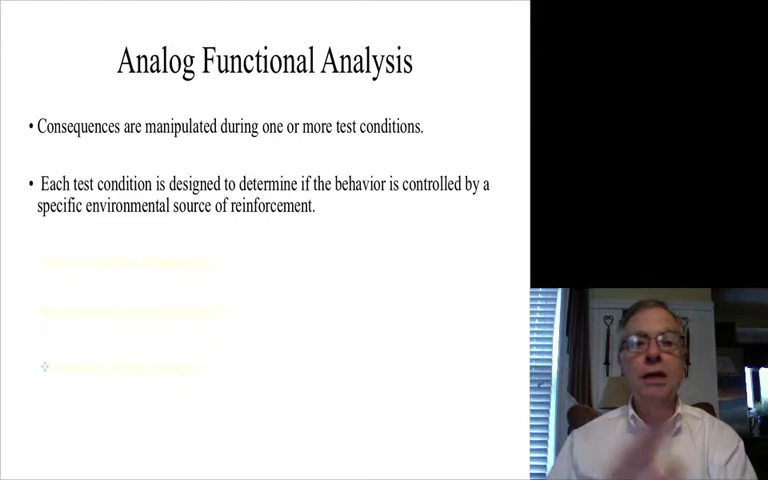 Analog Functional Analysis
• Consequences are manipulated during one or more test conditions.
• Each test condition is designed to determine if the behavior is controlled by a
specific environmental source of reinforcement.